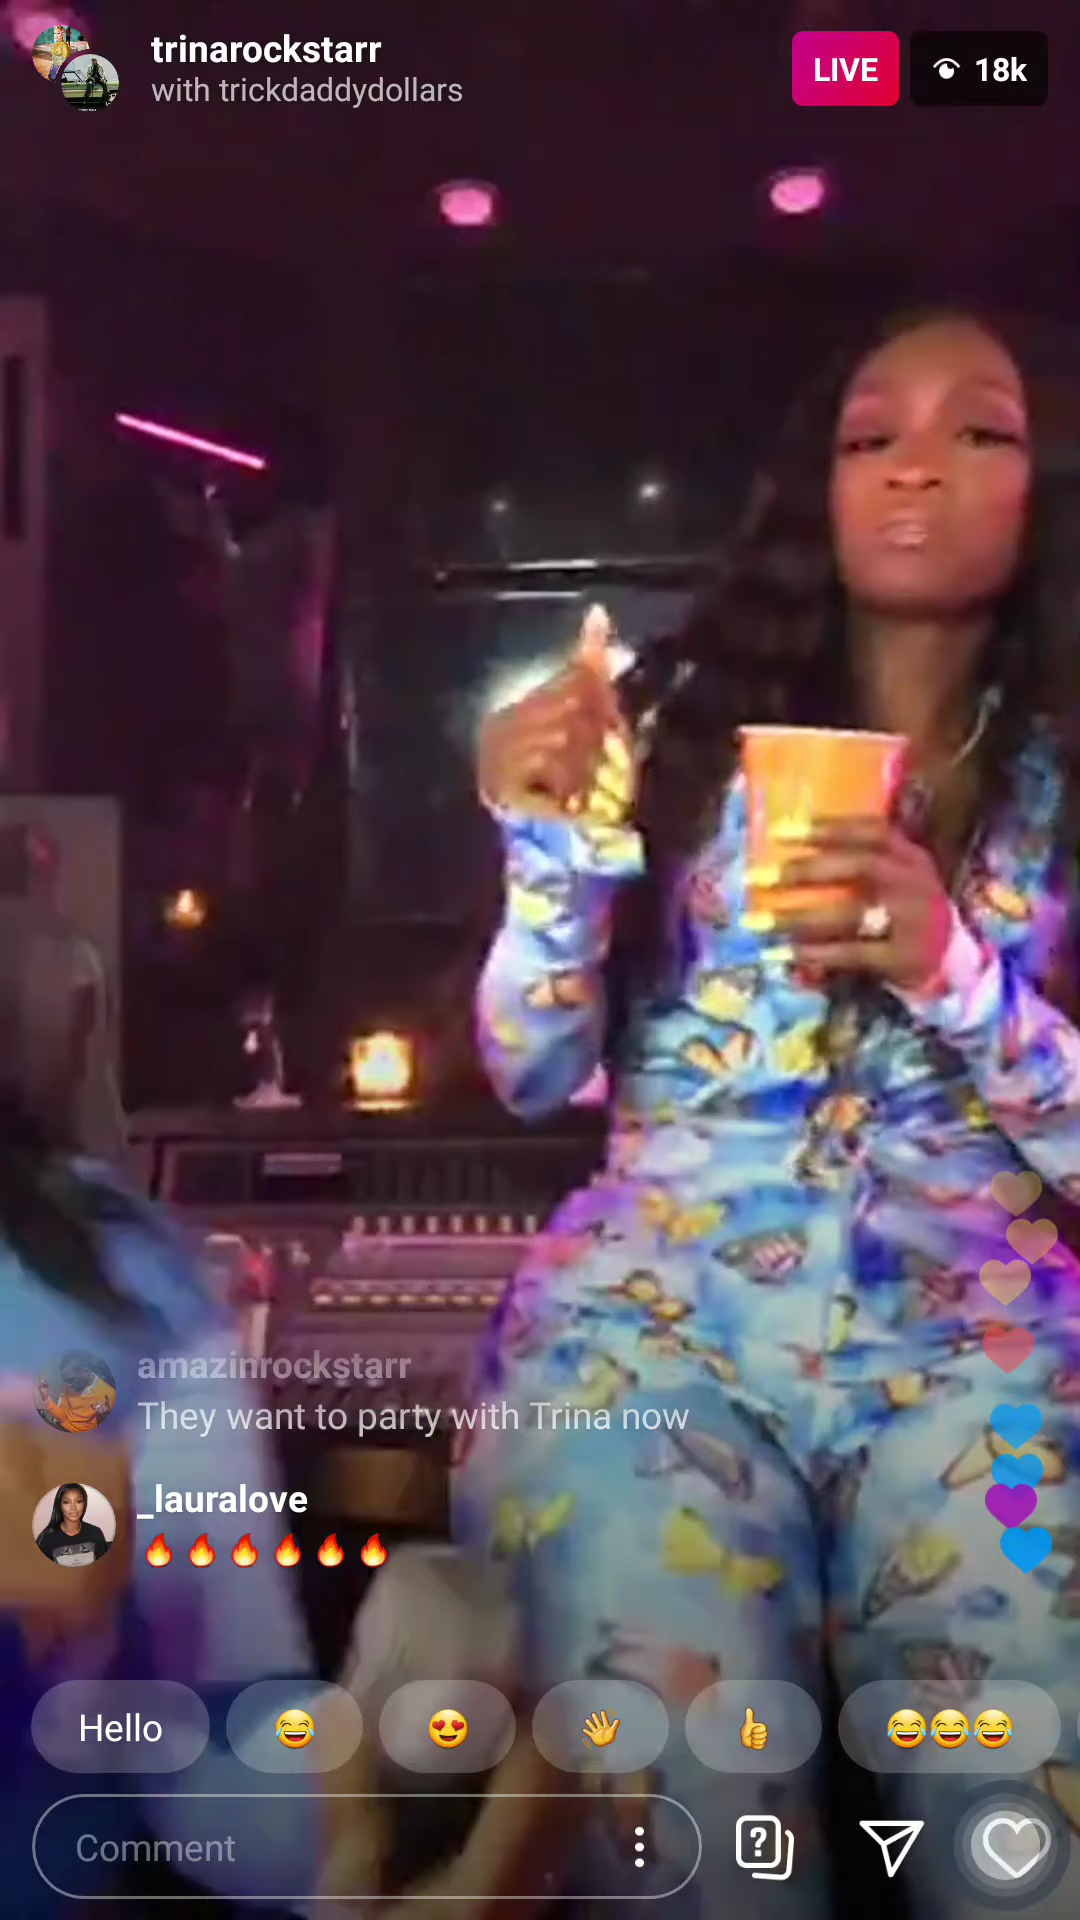 trinarockstarr
with trickdaddydollars
LIVE
18k
amazinrockstarr
They want to party with Trina now
_lauralove
🔥🔥🔥🔥🔥🔥
Hello
😂
😍
👋
👍
😂😂😂
Comment